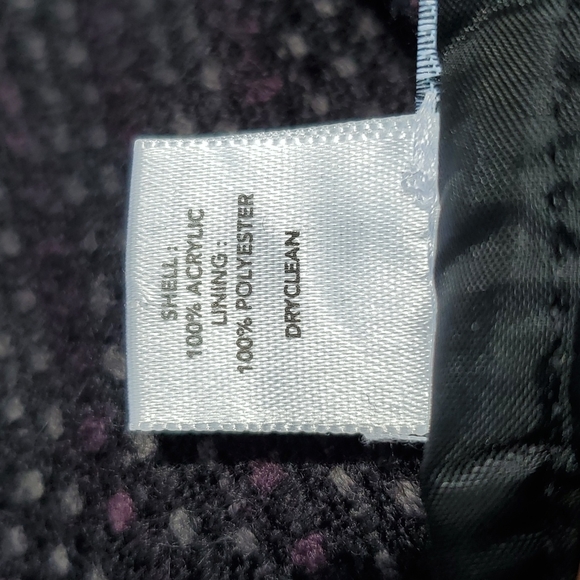 SHELL :
100% ACRYLIC
LINING :
100% POLYESTER
DRYCLEAN